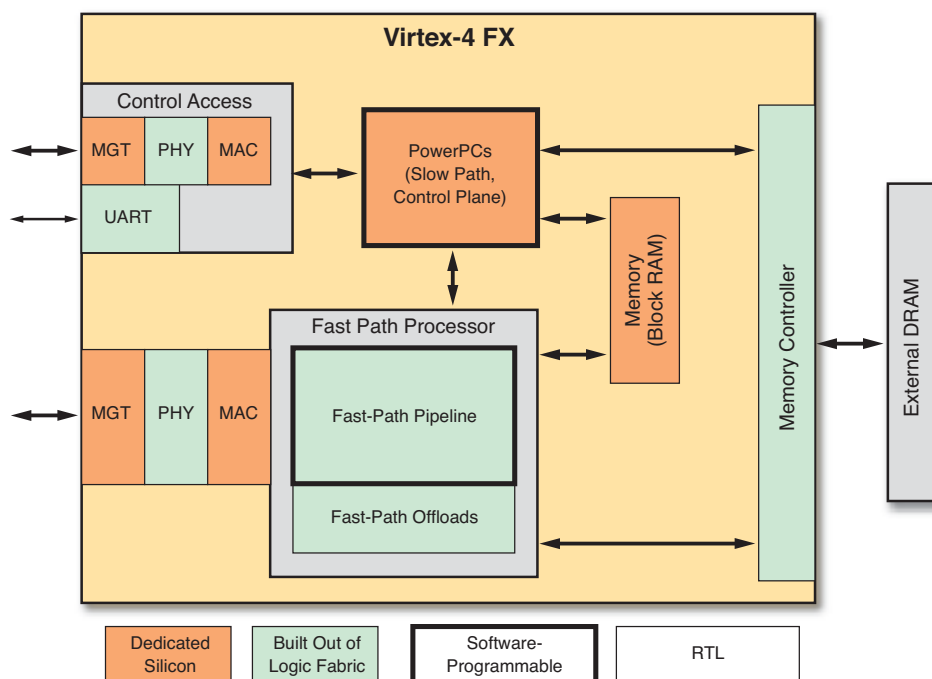 Virtex-4 FX
Control Access
MGT
PHY
MAC
UART
PowerPCs
(Slow Path,
Control Plane)
Memory
(Block RAM)
Memory Controller
External DRAM
Fast Path Processor
MGT
PHY
MAC
Fast-Path Pipeline
Fast-Path Offloads
Dedicated
Silicon
Built Out of
Logic Fabric
Software-
Programmable
RTL